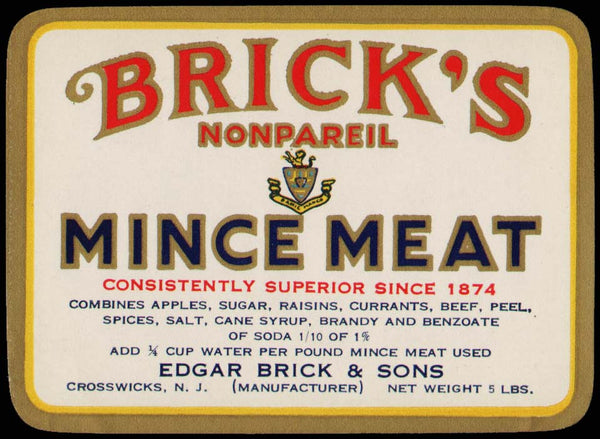 BRICK'S
NONPAREIL
MINCE MEAT
CONSISTENTLY SUPERIOR SINCE 1874
COMBINES APPLES, SUGAR, RAISINS, CURRANTS, BEEF, PEEL,
SPICES, SALT, CANE SYRUP, BRANDY AND BENZOATE
OF SODA 1/10 OF 1%
ADD ¼ CUP WATER PER POUND MINCE MEAT USED
EDGAR BRICK & SONS
CROSSWICKS, N. J. (MANUFACTURER) NET WEIGHT 5 LBS.